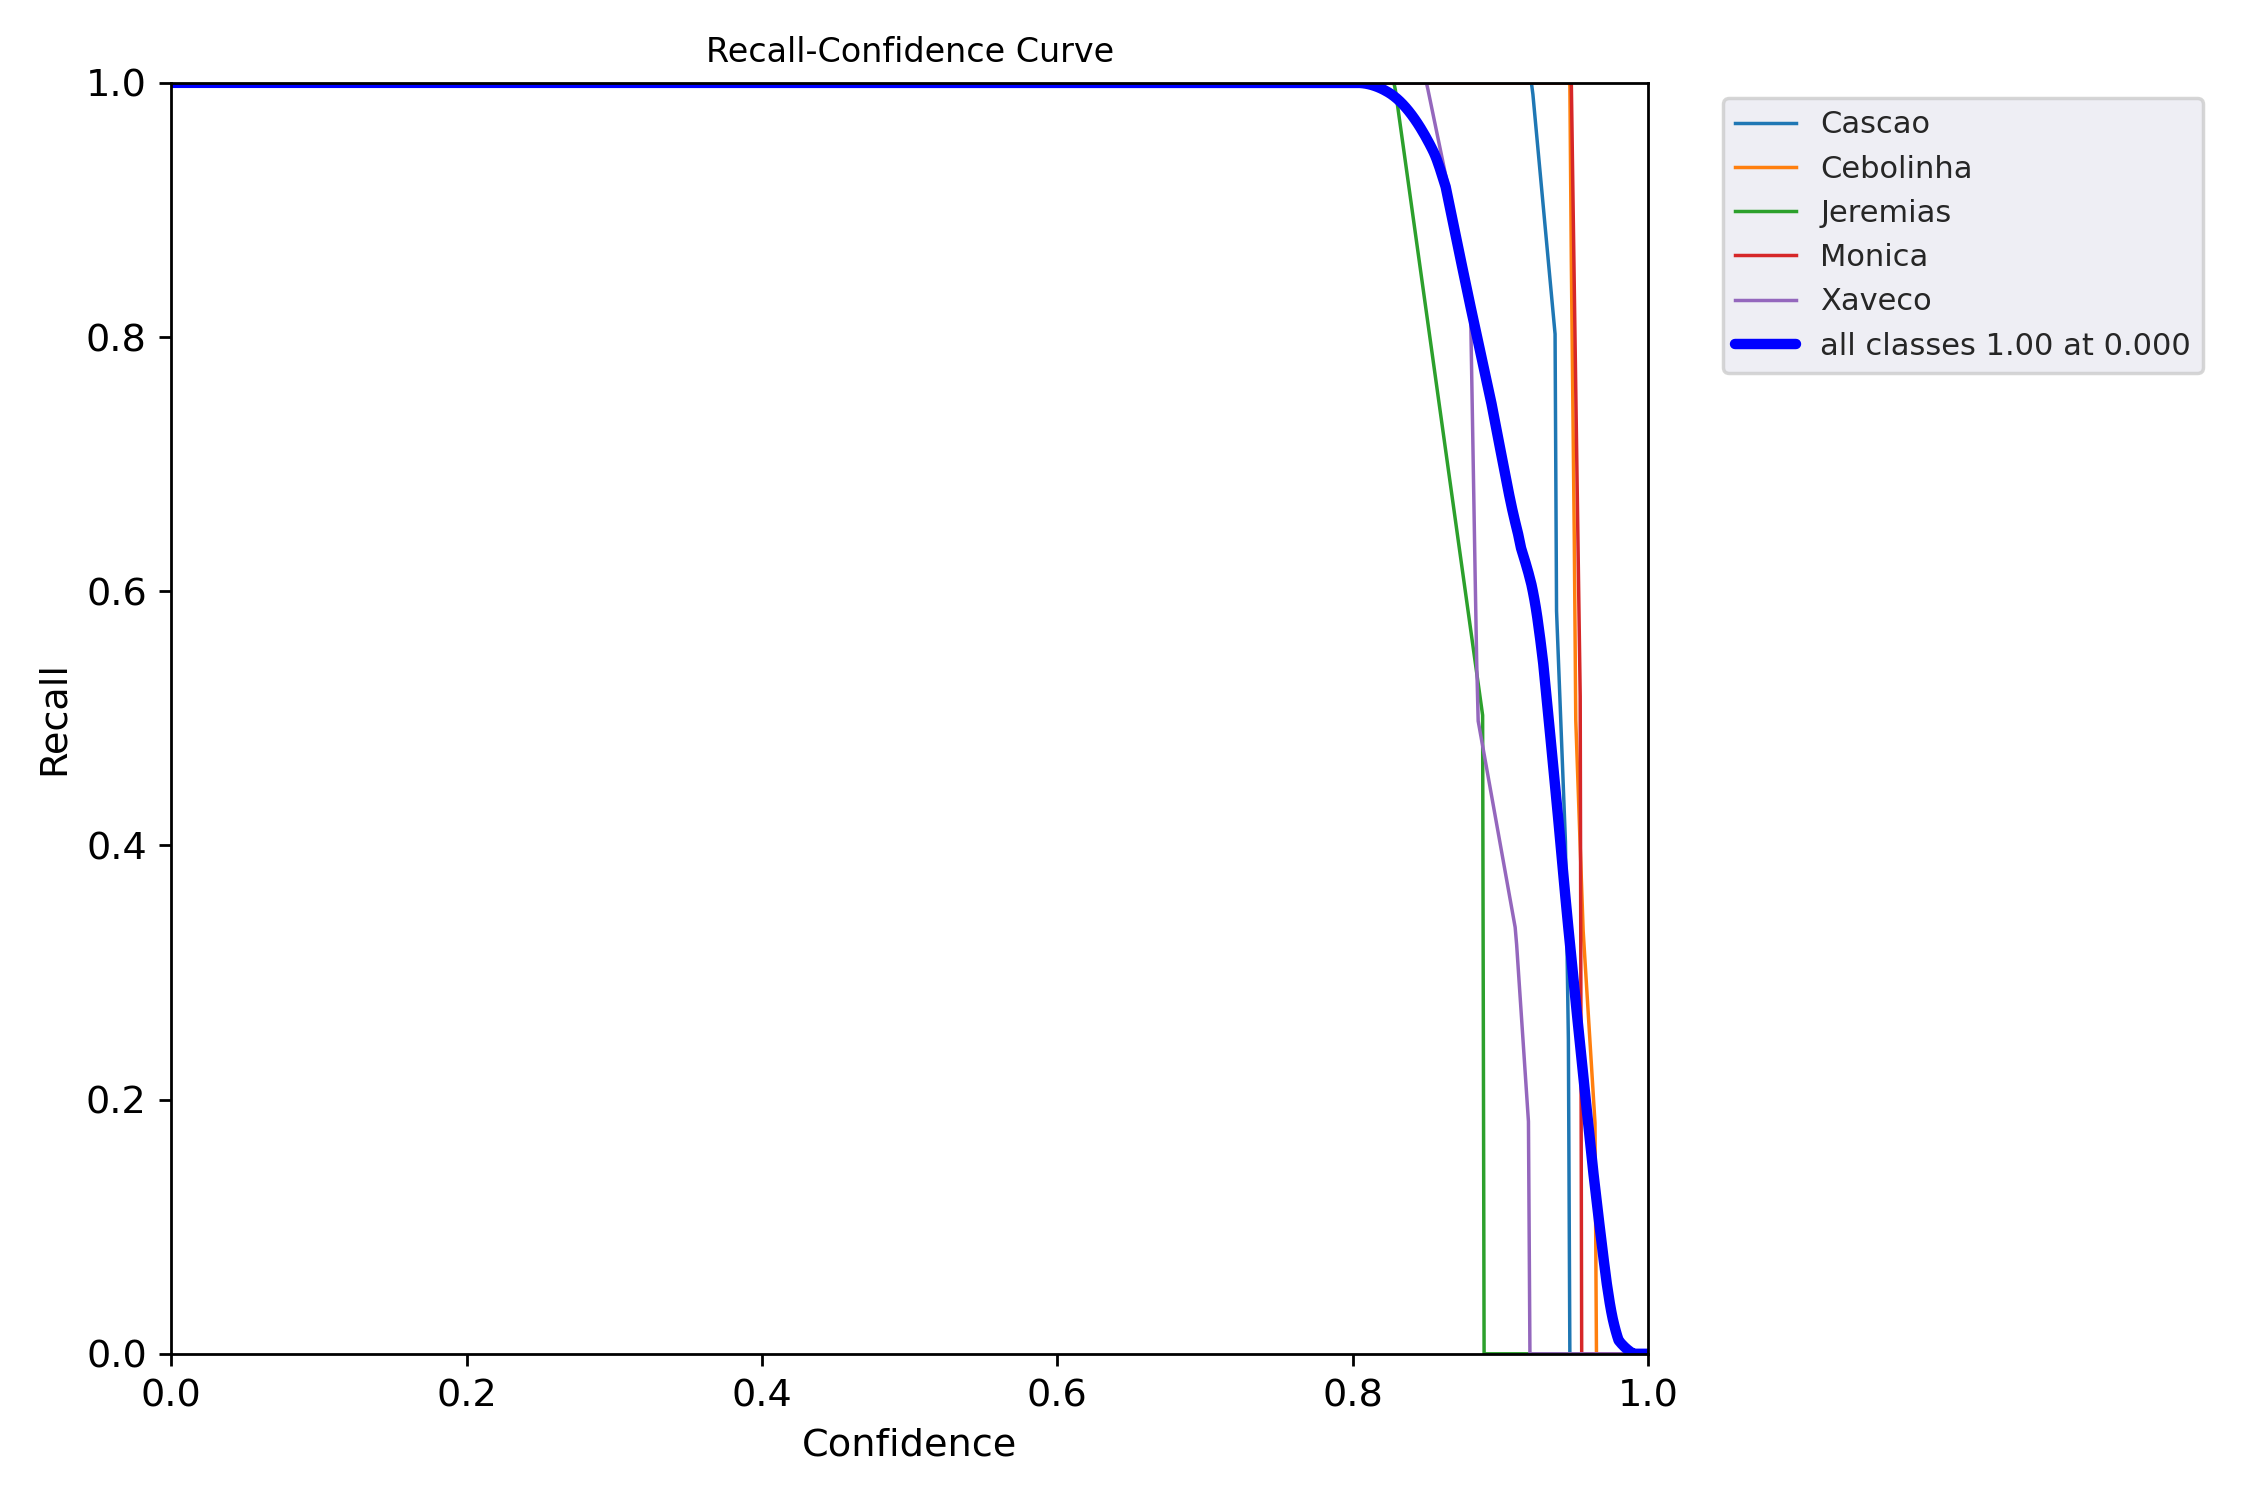 Recall-Confidence Curve
1.0
0.8
0.6
0.4
0.2
0.0
Recall
0.0 0.2 0.4 0.6 0.8 1.0
Confidence
Cascao
Cebolinha
Jeremias
Monica
Xaveco
all classes 1.00 at 0.000